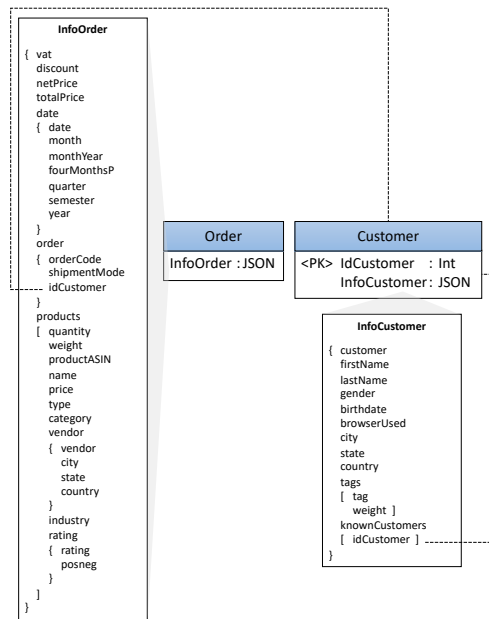 InfoOrder
{ vat
discount
netPrice
totalPrice
date
{ date
month
monthYear
fourMonthsP
quarter
semester
year
}
order
{ orderCode
shipmentMode
idCustomer
}
products
[ quantity
weight
productASIN
name
price
type
category
vendor
{ vendor
city
state
country
}
industry
rating
{ rating
posneg
}
]
}
Order
InfoOrder : JSON
Customer
<PK> IdCustomer : Int
InfoCustomer: JSON
InfoCustomer
{ customer
firstName
lastName
gender
birthdate
browserUsed
city
state
country
tags
[ tag
weight ]
knownCustomers
[ idCustomer ]
}